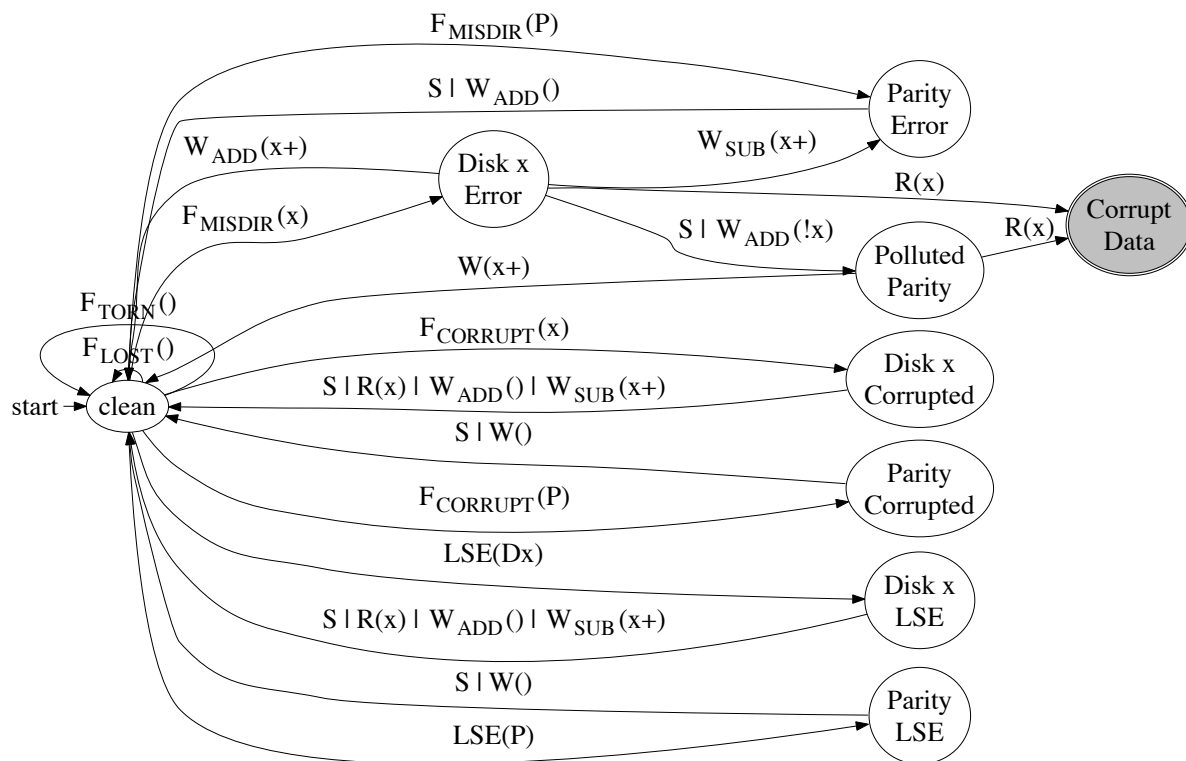 F_MISDIR(P)
S | W_ADD()
Parity
Error
W_ADD(x+)
Disk x
Error
W_SUB(x+)
R(x)
Corrupt
Data
F_MISDIR(x)
S | W_ADD(!x)
R(x)
Polluted
Parity
W(x+)
F_TORN()
F_LOST()
F_CORRUPT(x)
Disk x
Corrupted
S | R(x) | W_ADD() | W_SUB(x+)
start
clean
S | W()
Parity
Corrupted
F_CORRUPT(P)
LSE(Dx)
Disk x
LSE
S | R(x) | W_ADD() | W_SUB(x+)
S | W()
Parity
LSE
LSE(P)